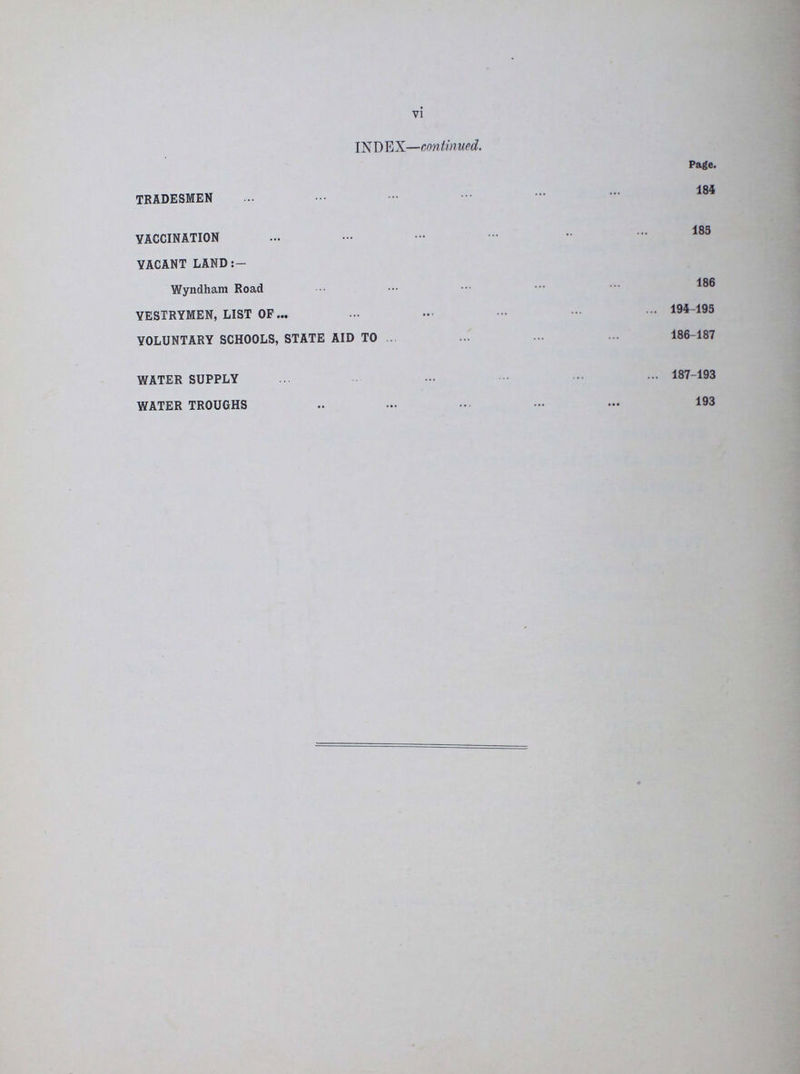 vi
INDEX—continued.
Page.
TRADESMEN ... ... ... ... ... ... 184
VACCINATION ... ... ... ... .. ... 185
VACANT LAND:—
Wyndham Road ... ... ... ... ... 186
VESTRYMEN, LIST OF... ... ... ... ... ... 194-195
VOLUNTARY SCHOOLS, STATE AID TO ... ... ... ... 186-187
WATER SUPPLY ... ... ... ... ... 187-193
WATER TROUGHS .. ... ... ... ... 193